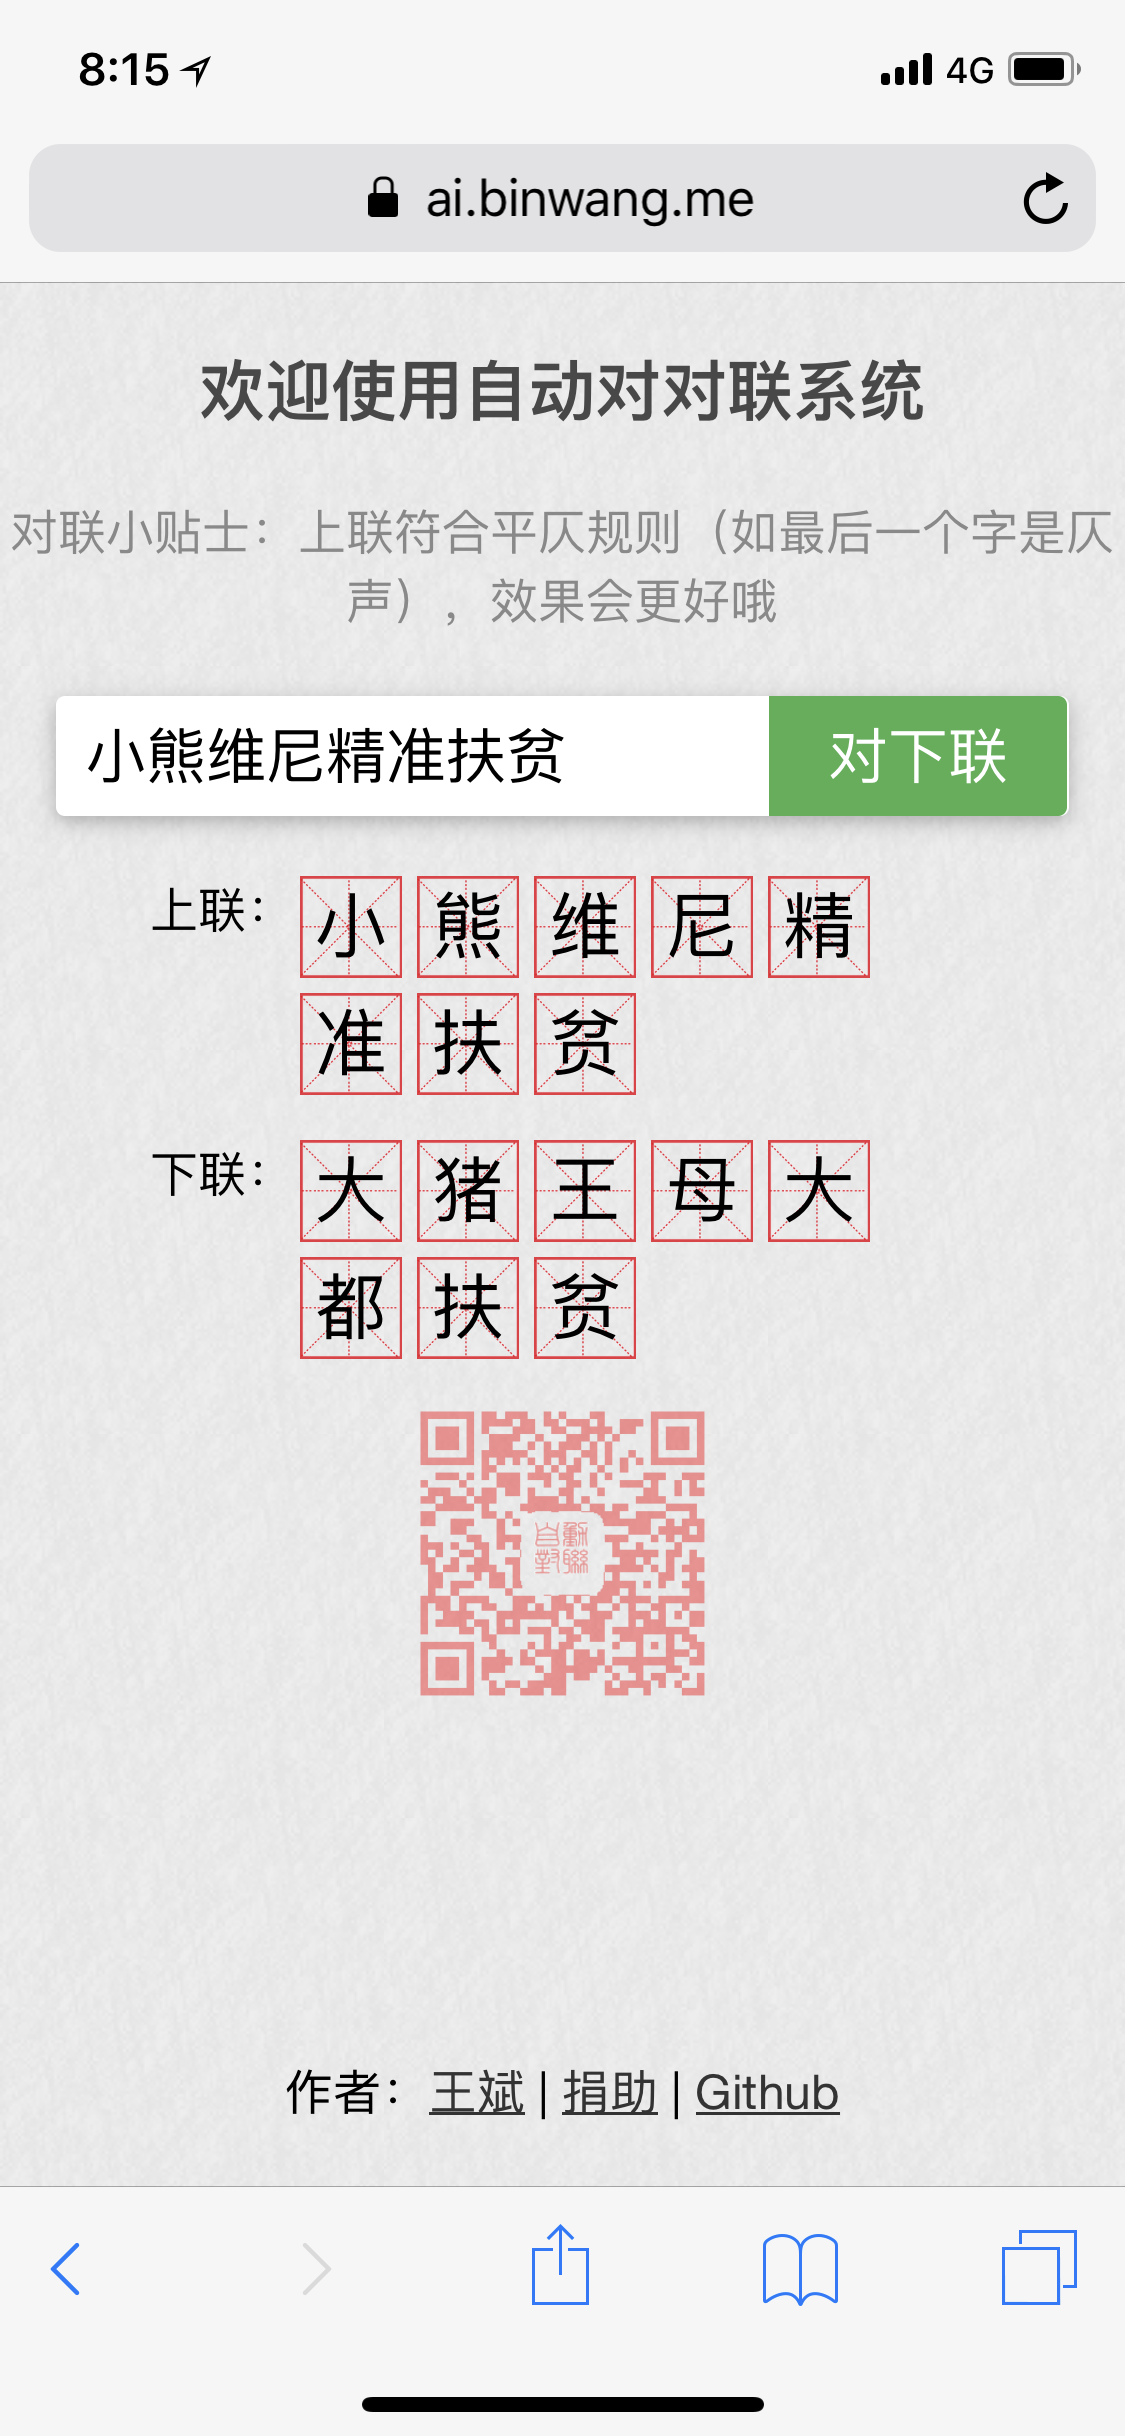 8:15 4G
ai.binwang.me
欢迎使用自动对对联系统
对联小贴士：上联符合平仄规则（如最后一个字是仄
声），效果会更好哦
小熊维尼精准扶贫 对下联
上联： 小熊维尼精
准扶贫
下联： 大猪王母大
都扶贫
自動
對聯
作者：王斌 | 捐助 | Github